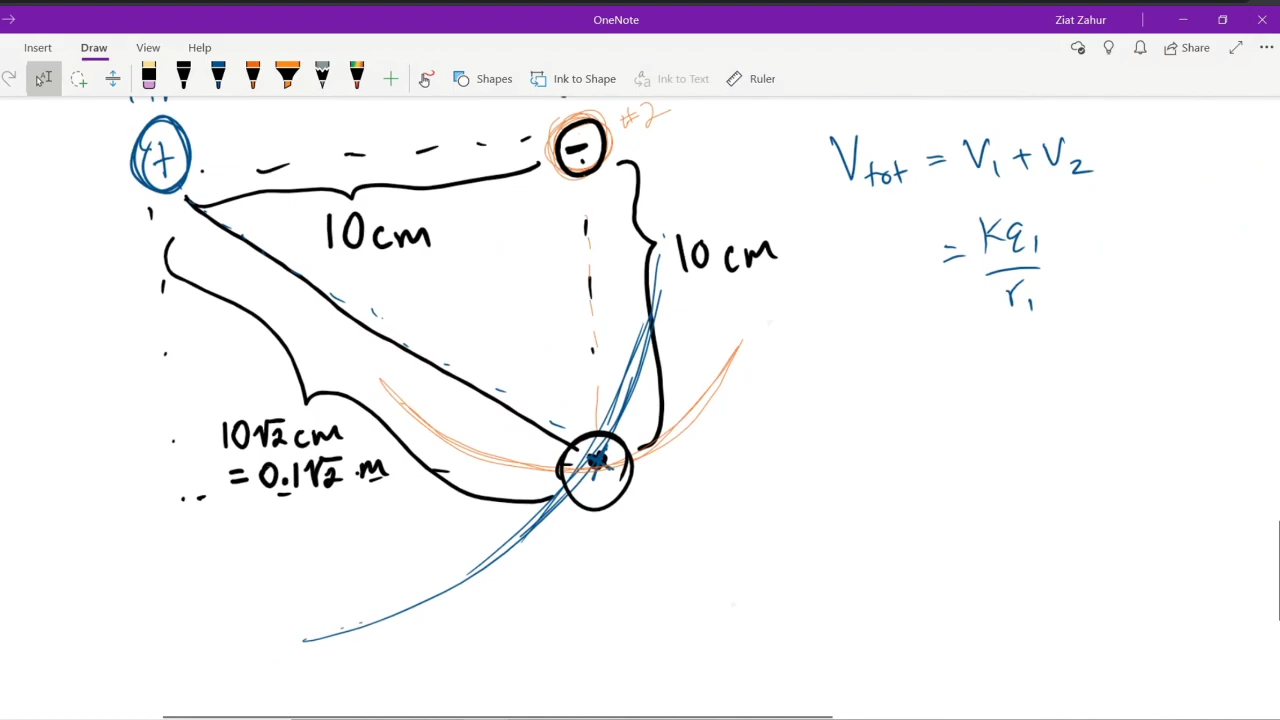 OneNote
Ziat Zahur
Insert
Draw
View
Help
Share
Shapes
Ink to Shape
Ink to Text
Ruler
+
-
#2
10 cm
10 cm
10√2 cm
= 0.1√2 · m
V_tot = V_1 + V_2
= Kq_1 / r_1